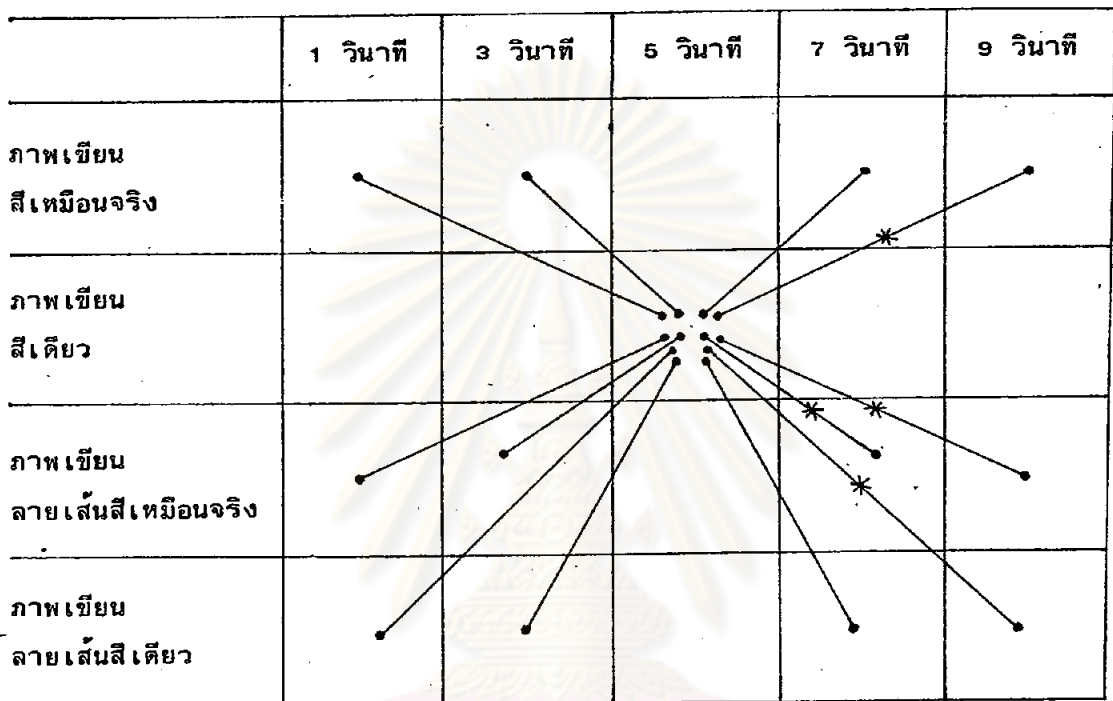 1 วินาที 3 วินาที 5 วินาที 7 วินาที 9 วินาที
ภาพเขียน
สีเหมือนจริง
ภาพเขียน
สีเดียว
ภาพเขียน
ลายเส้นสีเหมือนจริง
ภาพเขียน
ลายเส้นสีเดียว